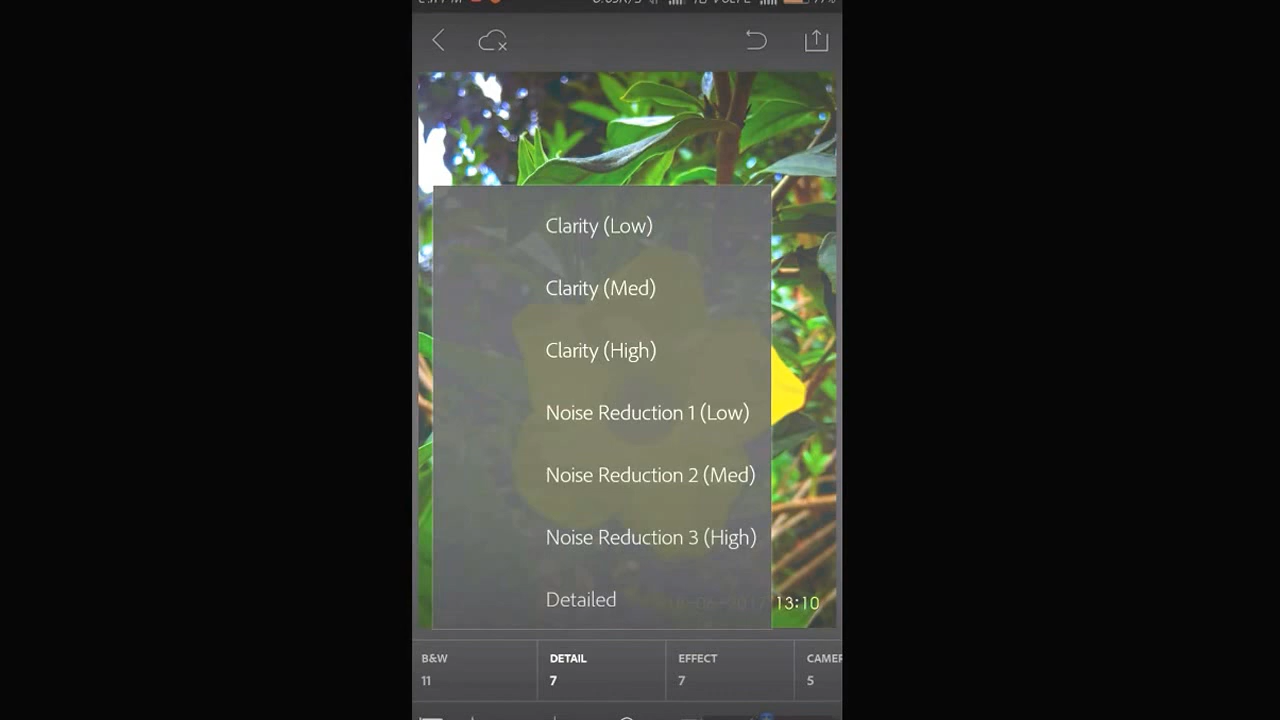 Clarity (Low)
Clarity (Med)
Clarity (High)
Noise Reduction 1 (Low)
Noise Reduction 2 (Med)
Noise Reduction 3 (High)
Detailed
13:10
B&W
DETAIL
EFFECT
11
7
7
5